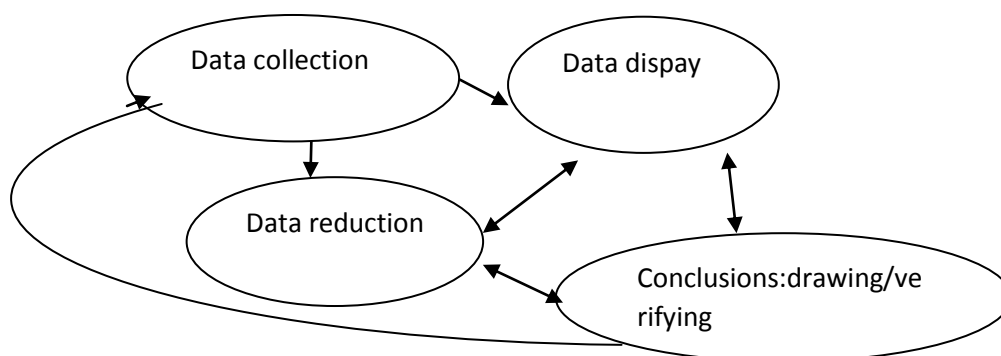 Data collection
Data dispay
Data reduction
Conclusions:drawing/ve
rifying